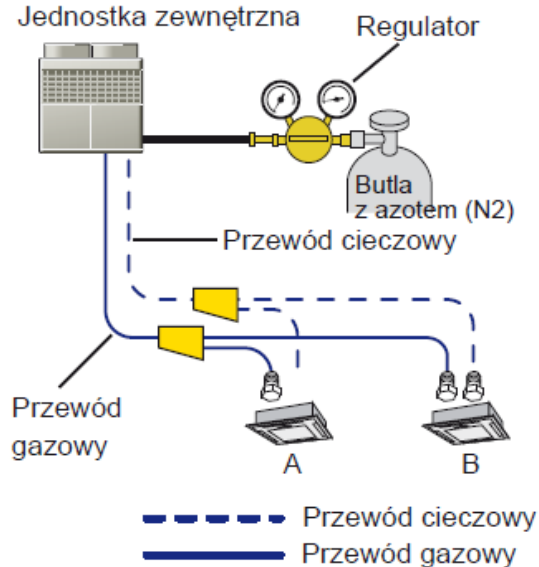 Jednostka zewnętrzna
Regulator
Butla
z azotem (N2)
Przewód cieczowy
Przewód
gazowy
A
B
Przewód cieczowy
Przewód gazowy